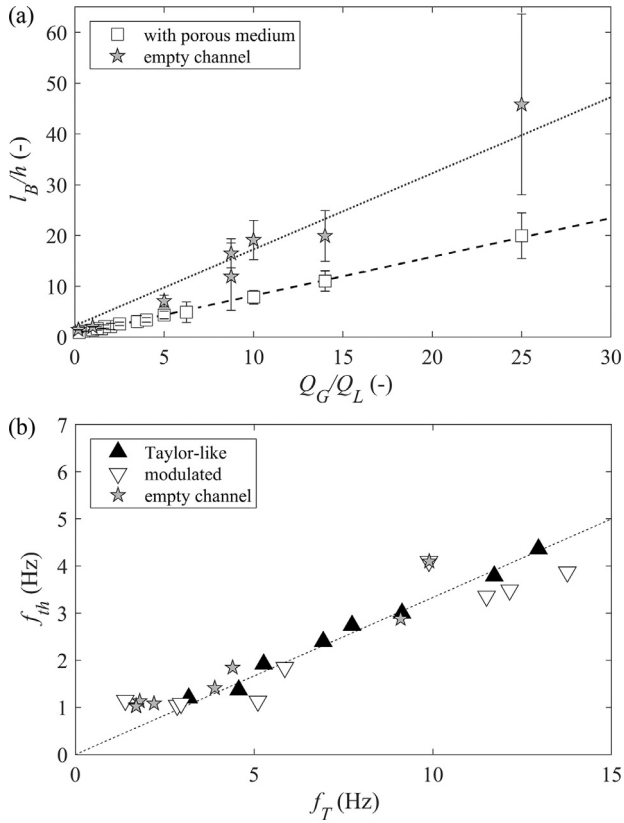 (a)
60
50
40
30
20
10
0
l_B/h (-)
with porous medium
empty channel
0 5 10 15 20 25 30
Q_G/Q_L (-)
(b)
7
6
5
4
3
2
1
0
f_th (Hz)
Taylor-like
modulated
empty channel
0 5 10 15
f_T (Hz)